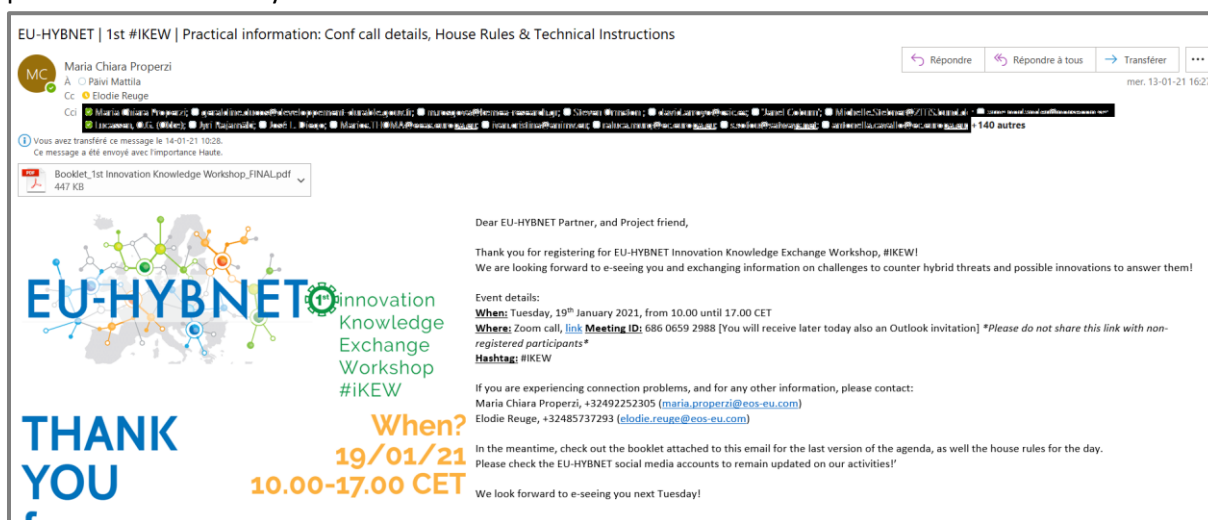 EU-HYBNET | 1st #IKEW | Practical information: Conf call details, House Rules & Technical Instructions
MC
Maria Chiara Properzi
À Päivi Mattila
Cc Elodie Reuge
Cci
+140 autres
Répondre
Répondre à tous
Transférer
...
mer. 13-01-21 16:27
Vous avez transféré ce message le 14-01-21 10:28.
Ce message a été envoyé avec l'importance Haute.
PDF
Booklet_1st Innovation Knowledge Workshop_FINAL.pdf
447 KB
EU-HYBNET
1st innovation
Knowledge
Exchange
Workshop
#iKEW
THANK
YOU
When?
19/01/21
10.00-17.00 CET
Dear EU-HYBNET Partner, and Project friend,
Thank you for registering for EU-HYBNET Innovation Knowledge Exchange Workshop, #IKEW!
We are looking forward to e-seeing you and exchanging information on challenges to counter hybrid threats and possible innovations to answer them!
Event details:
When: Tuesday, 19th January 2021, from 10.00 until 17.00 CET
Where: Zoom call, link Meeting ID: 686 0659 2988 [You will receive later today also an Outlook invitation] *Please do not share this link with non-
registered participants*
Hashtag: #IKEW
If you are experiencing connection problems, and for any other information, please contact:
Maria Chiara Properzi, +32492252305 (maria.properzi@eos-eu.com)
Elodie Reuge, +32485737293 (elodie.reuge@eos-eu.com)
In the meantime, check out the booklet attached to this email for the last version of the agenda, as well the house rules for the day.
Please check the EU-HYBNET social media accounts to remain updated on our activities!'
We look forward to e-seeing you next Tuesday!